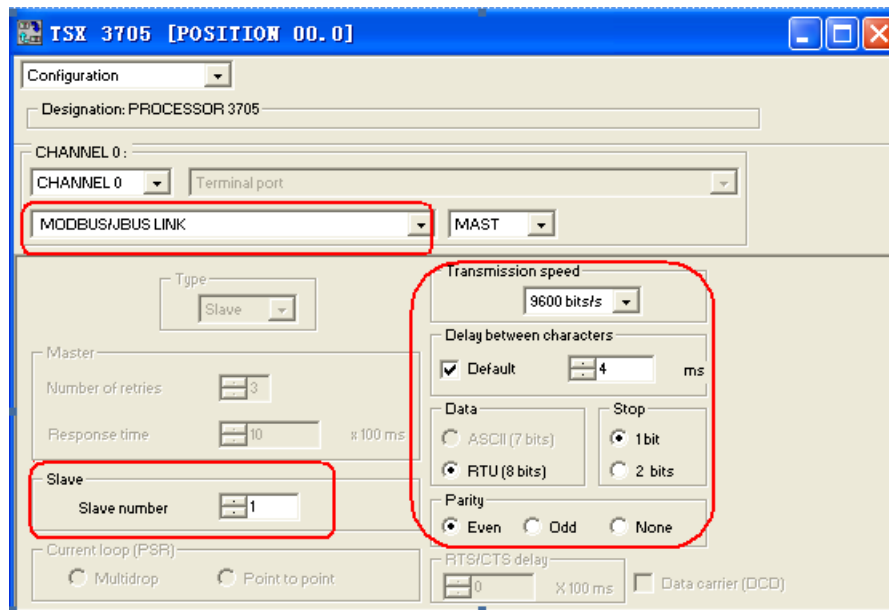 TSX 3705 [POSITION 00.0]
Configuration
Designation: PROCESSOR 3705
CHANNEL 0 :
CHANNEL 0 Terminal port
MODBUS/JBUS LINK MAST
Type
Slave
Transmission speed
9600 bits/s
Delay between characters
Default 4 ms
Master
Number of retries 3
Response time 10 x 100 ms
Data
ASCII (7 bits)
RTU (8 bits)
Stop
1 bit
2 bits
Slave
Slave number 1
Parity
Even Odd None
Current loop (PSR)
Multidrop Point to point
RTS/CTS delay
0 X 100 ms Data carrier (DCD)